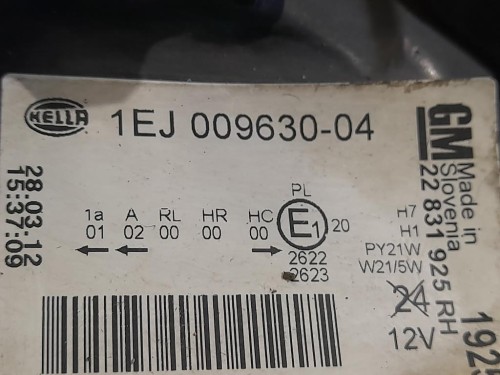 HELLA
1EJ 009630-04
28.03.12
15:37:09
1a A RL HR HC PL
01 02 00 00 00 E1 20
2622
2623
H7
H1
PY21W
W21/5W
24
12V
GM
Made in
Slovenia
22 831 925 RH